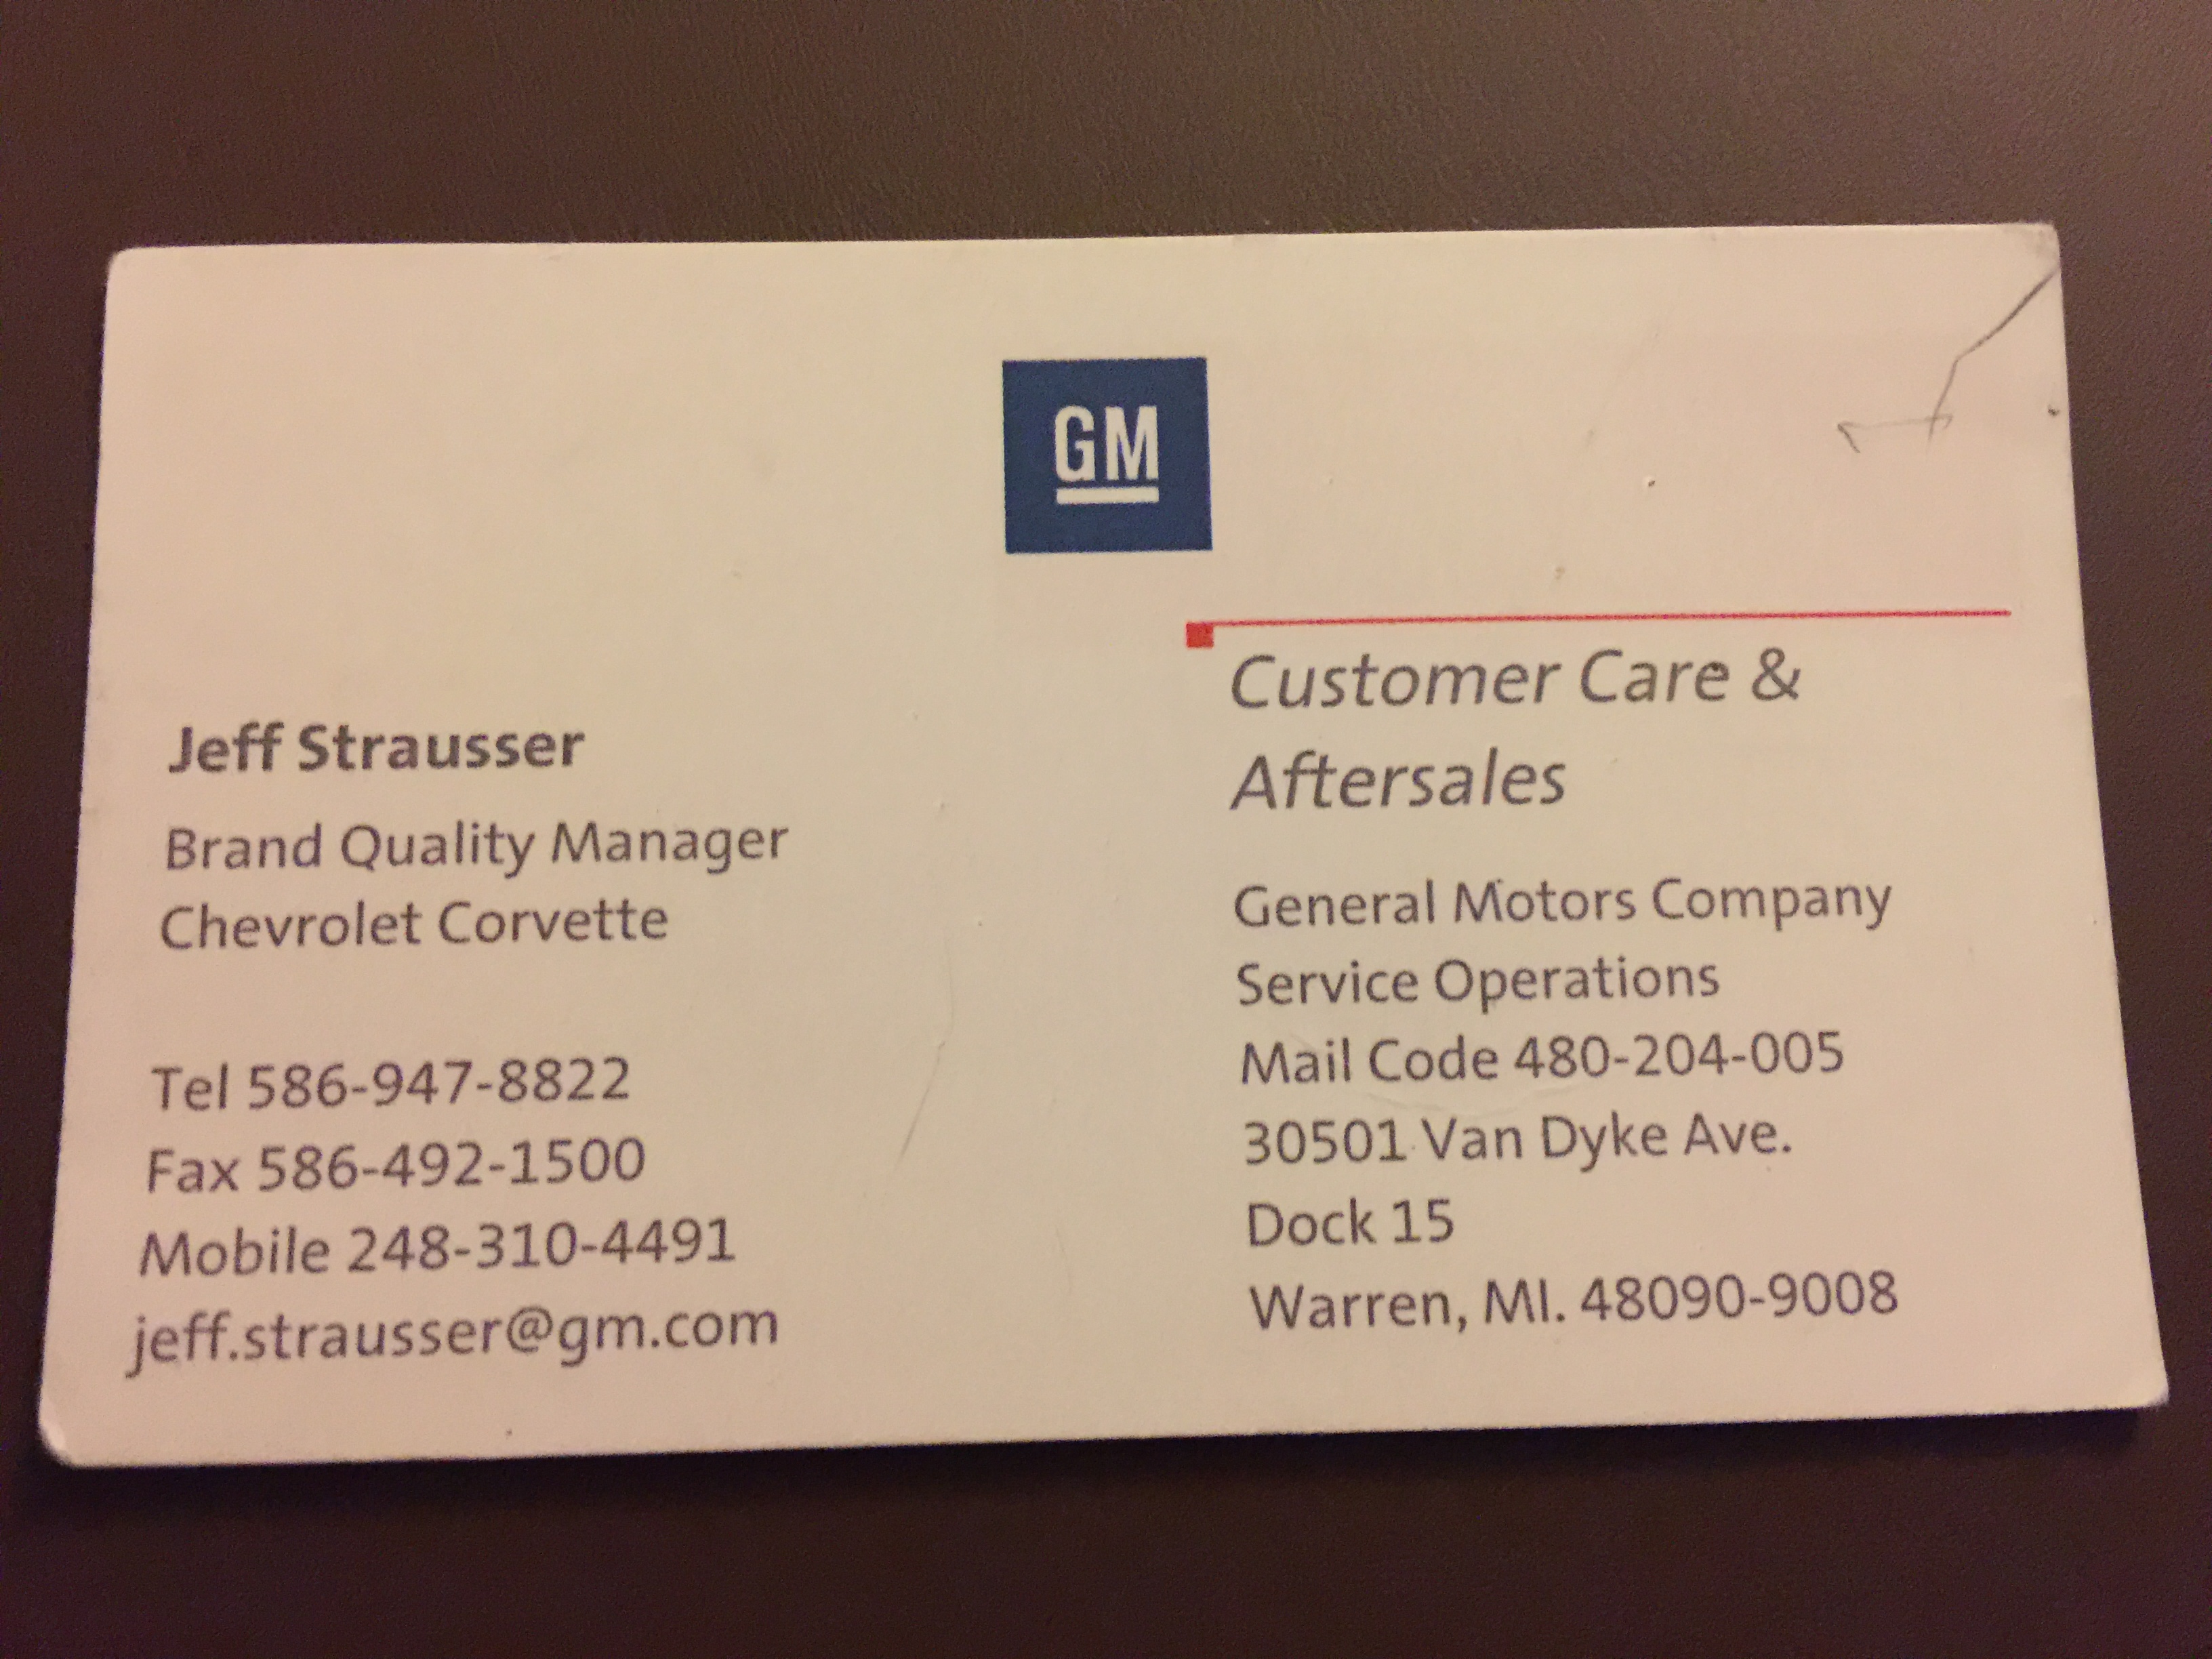 GM
Jeff Strausser
Brand Quality Manager
Chevrolet Corvette
Tel 586-947-8822
Fax 586-492-1500
Mobile 248-310-4491
jeff.strausser@gm.com
Customer Care &
Aftersales
General Motors Company
Service Operations
Mail Code 480-204-005
30501 Van Dyke Ave.
Dock 15
Warren, MI. 48090-9008